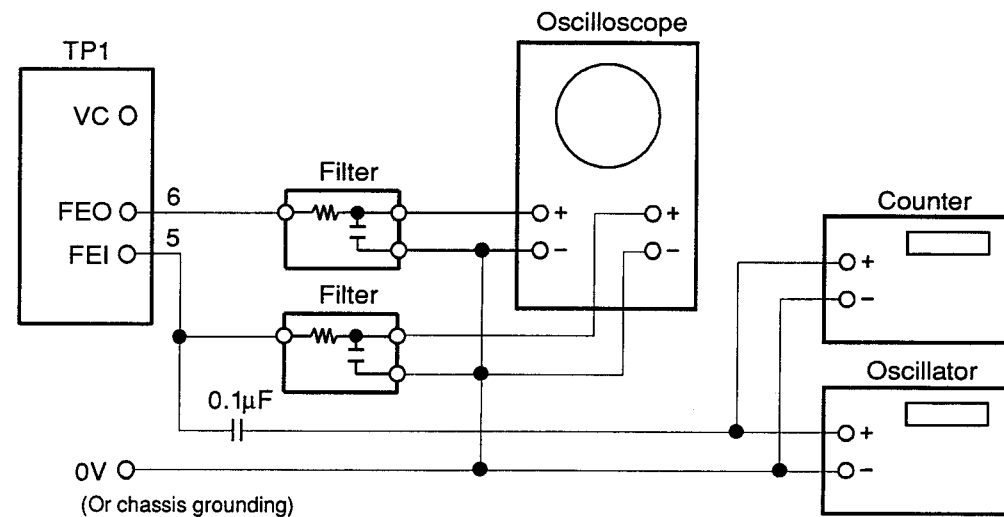 Oscilloscope
TP1
VC
Filter
6
FEO
+
+
Counter
5
FEI
−
−
+
Filter
−
Oscillator
0.1µF
+
0V
−
(Or chassis grounding)